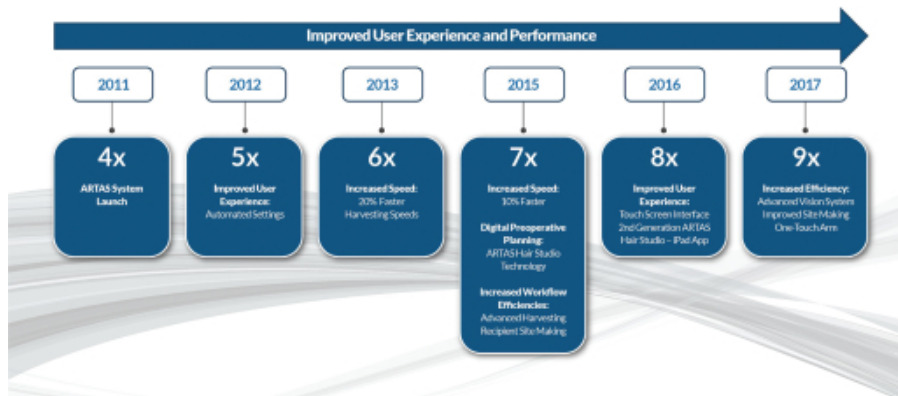 Improved User Experience and Performance
2011
2012
2013
2015
2016
2017
4x
ARTAS System
Launch
5x
Improved User
Experience:
Automated Settings
6x
Increased Speed:
20% Faster
Harvesting Speeds
7x
Increased Speed:
10% Faster
Digital Preoperative
Planning:
ARTAS Hair Studio
Technology
Increased Workflow
Efficiencies:
Advanced Harvesting
Recipient Site Making
8x
Improved User
Experience:
Touch Screen Interface
2nd Generation ARTAS
Hair Studio – iPad App
9x
Increased Efficiency:
Advanced Vision System
Improved Site Making
One-Touch Arm